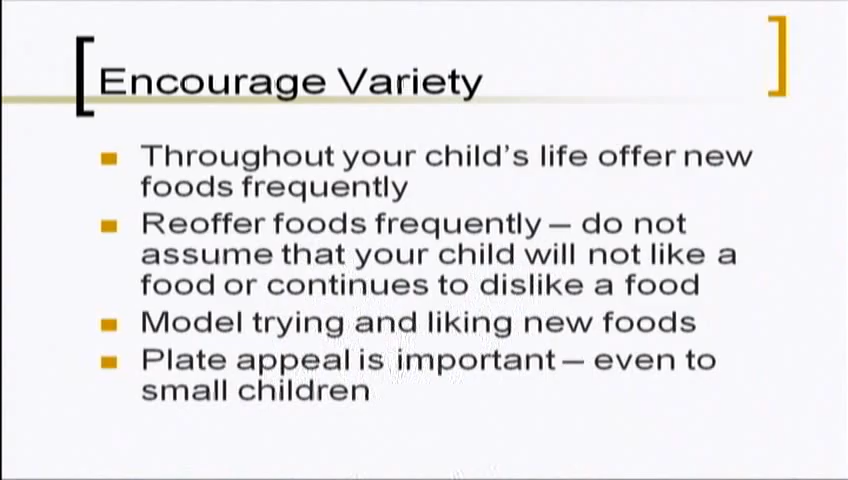 Encourage Variety
Throughout your child's life offer new
foods frequently
Reoffer foods frequently – do not
assume that your child will not like a
food or continues to dislike a food
Model trying and liking new foods
Plate appeal is important – even to
small children